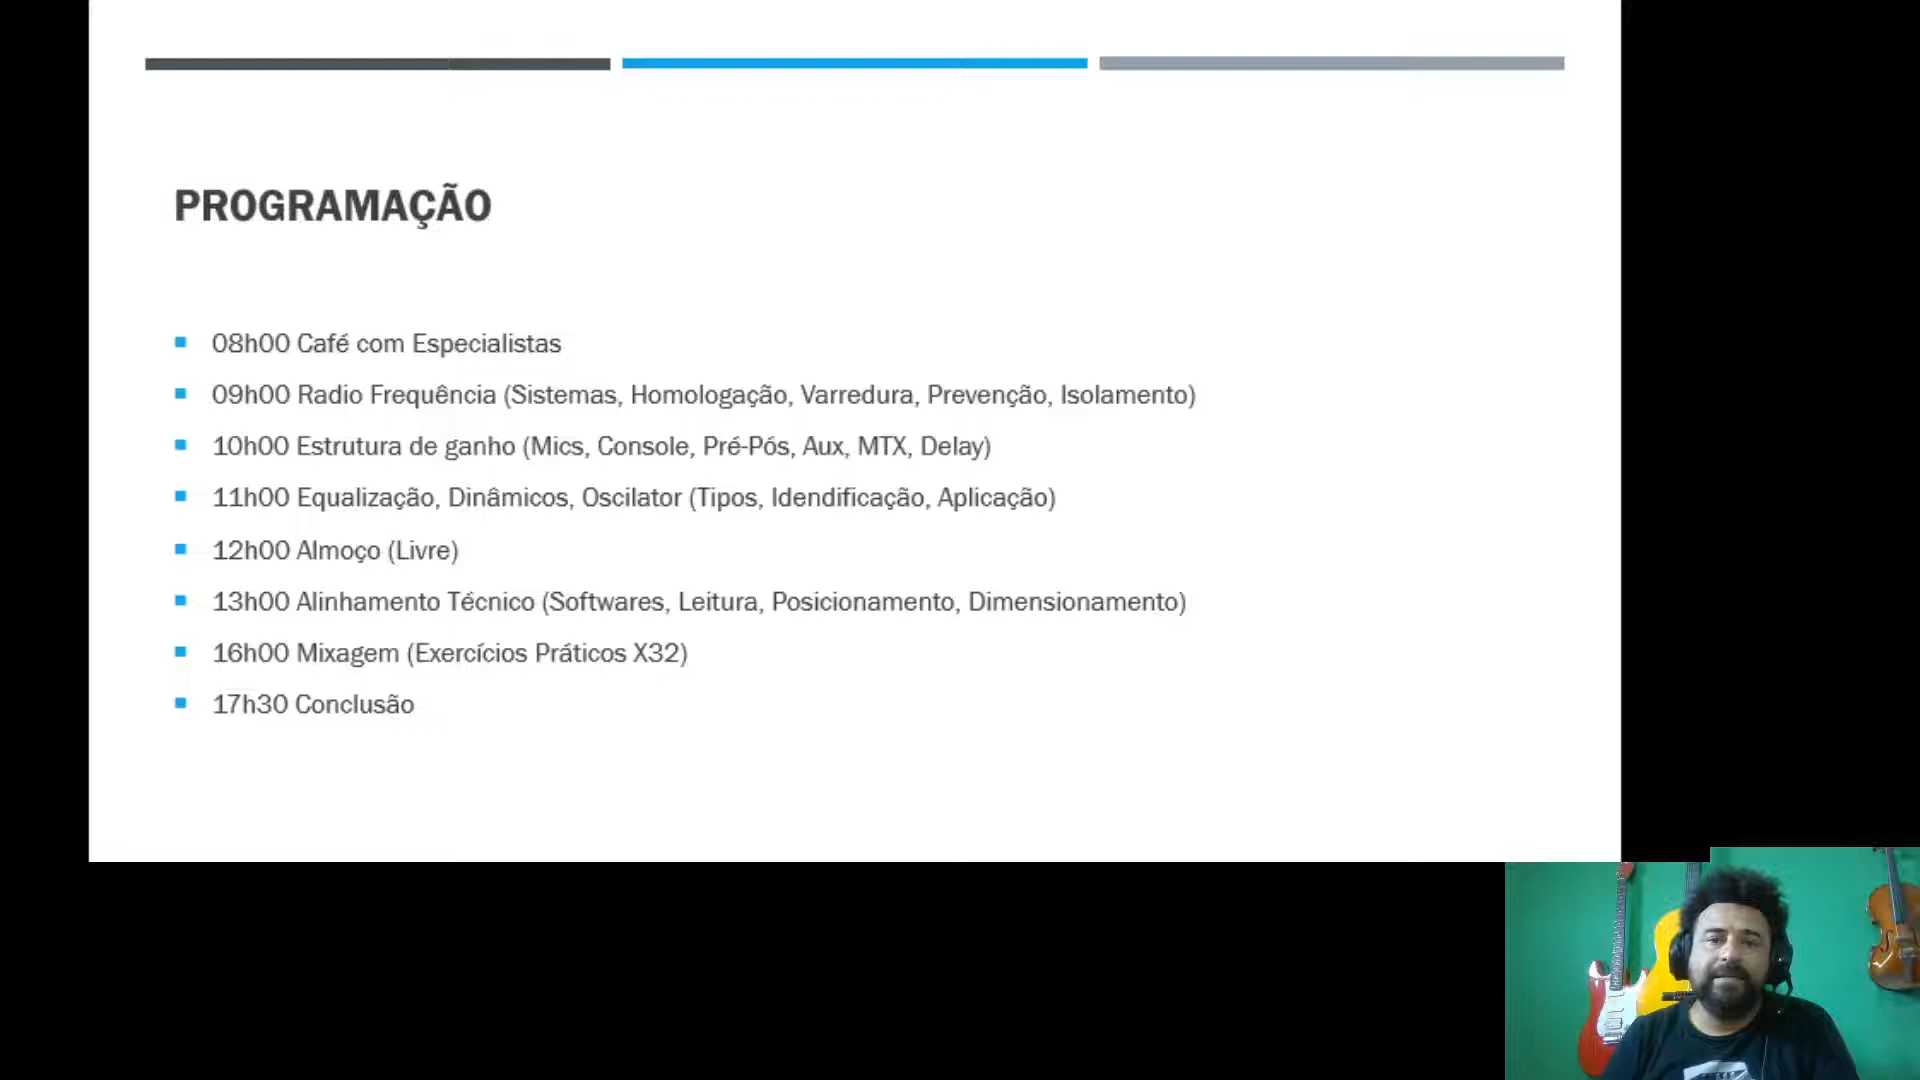 PROGRAMAÇÃO
08h00 Café com Especialistas
09h00 Radio Frequência (Sistemas, Homologação, Varredura, Prevenção, Isolamento)
10h00 Estrutura de ganho (Mics, Console, Pré-Pós, Aux, MTX, Delay)
11h00 Equalização, Dinâmicos, Oscilator (Tipos, Idendificação, Aplicação)
12h00 Almoço (Livre)
13h00 Alinhamento Técnico (Softwares, Leitura, Posicionamento, Dimensionamento)
16h00 Mixagem (Exercícios Práticos X32)
17h30 Conclusão